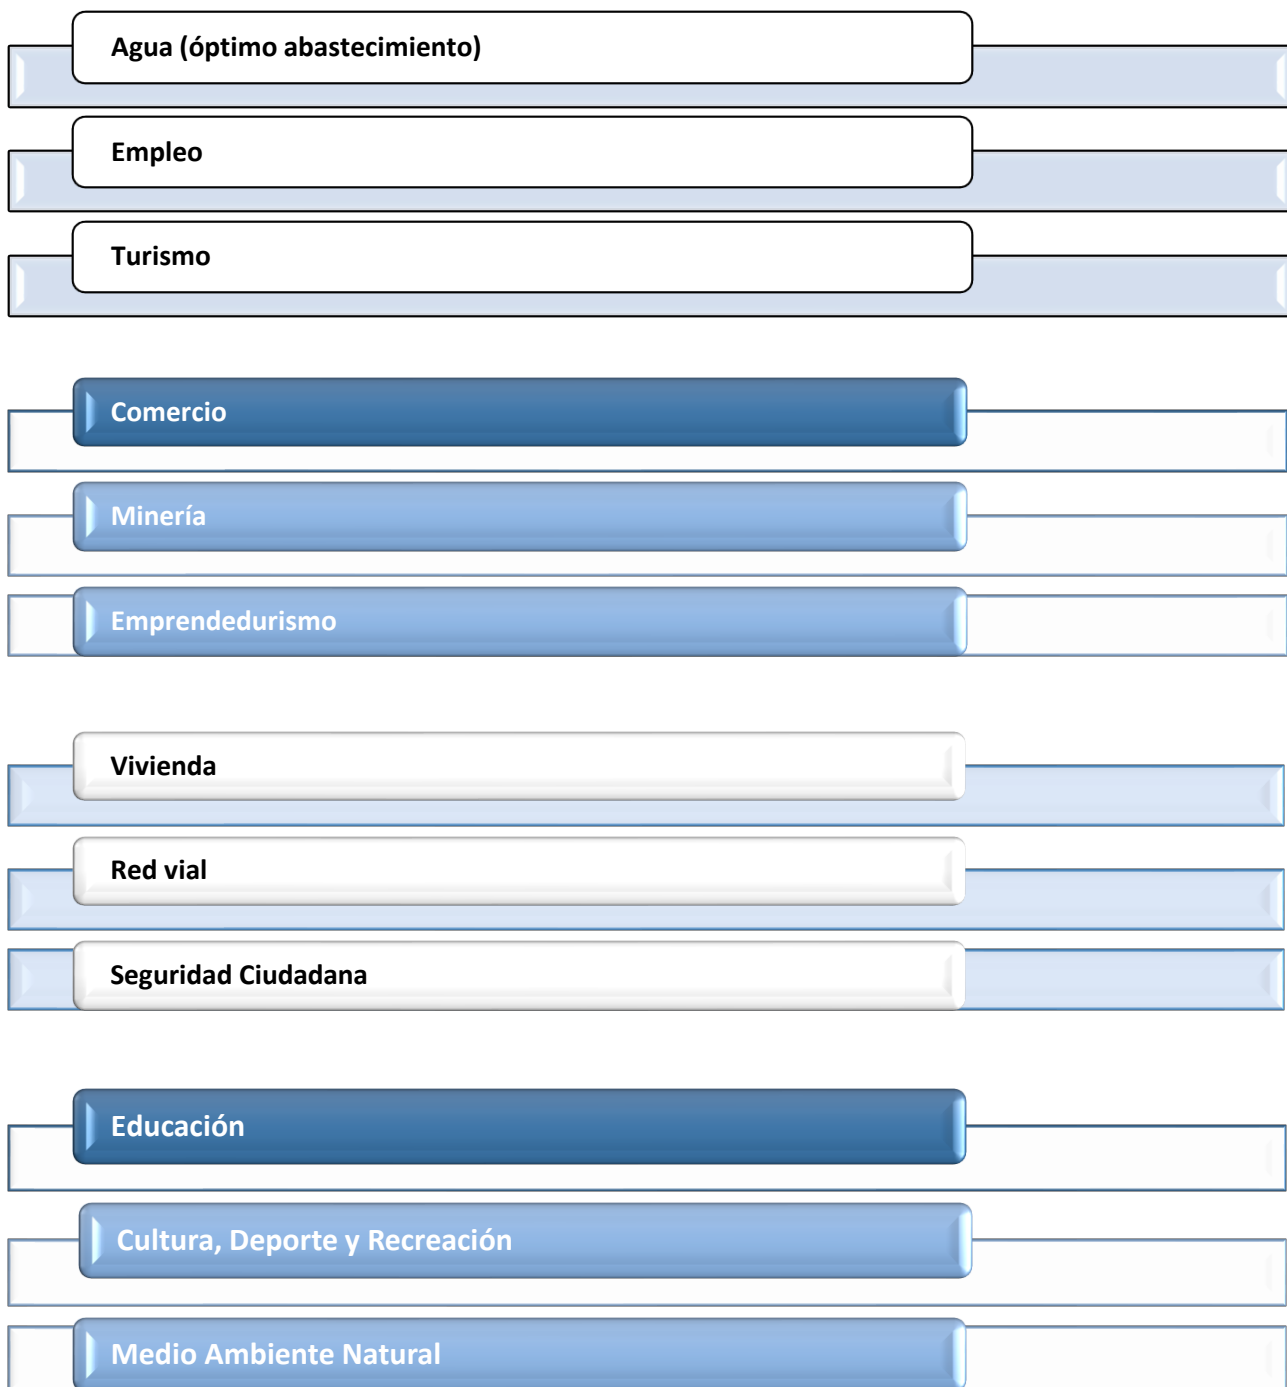 Agua (óptimo abastecimiento)
Empleo
Turismo
Comercio
Minería
Emprendedurismo
Vivienda
Red vial
Seguridad Ciudadana
Educación
Cultura, Deporte y Recreación
Medio Ambiente Natural